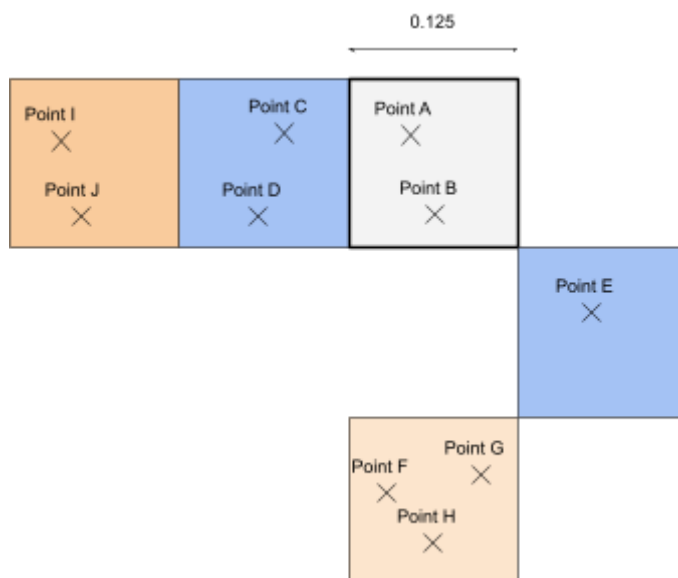 0.125
Point C
Point A
Point I
Point J
Point D
Point B
Point E
Point G
Point F
Point H